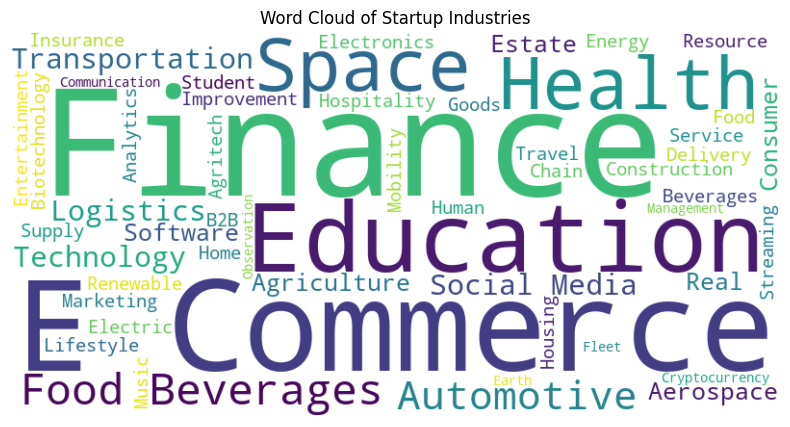 Word Cloud of Startup Industries
Insurance
Electronics
Estate
Energy
Resource
Transportation
Space
Health
Communication
Student
Improvement
Hospitality
Goods
Food
Entertainment
Biotechnology
Analytics
Agritech
Finance
Mobility
Consumer
Service
Travel
Delivery
Chain
Construction
Logistics
B2B
Human
Beverages
Management
Supply
Software
Observation
Education
Technology
Home
Streaming
Renewable
Agriculture
Social Media
Real
Marketing
E Commerce
Electric
Housing
Lifestyle
Fleet
Music
Food Beverages
Earth
Cryptocurrency
Automotive
Aerospace